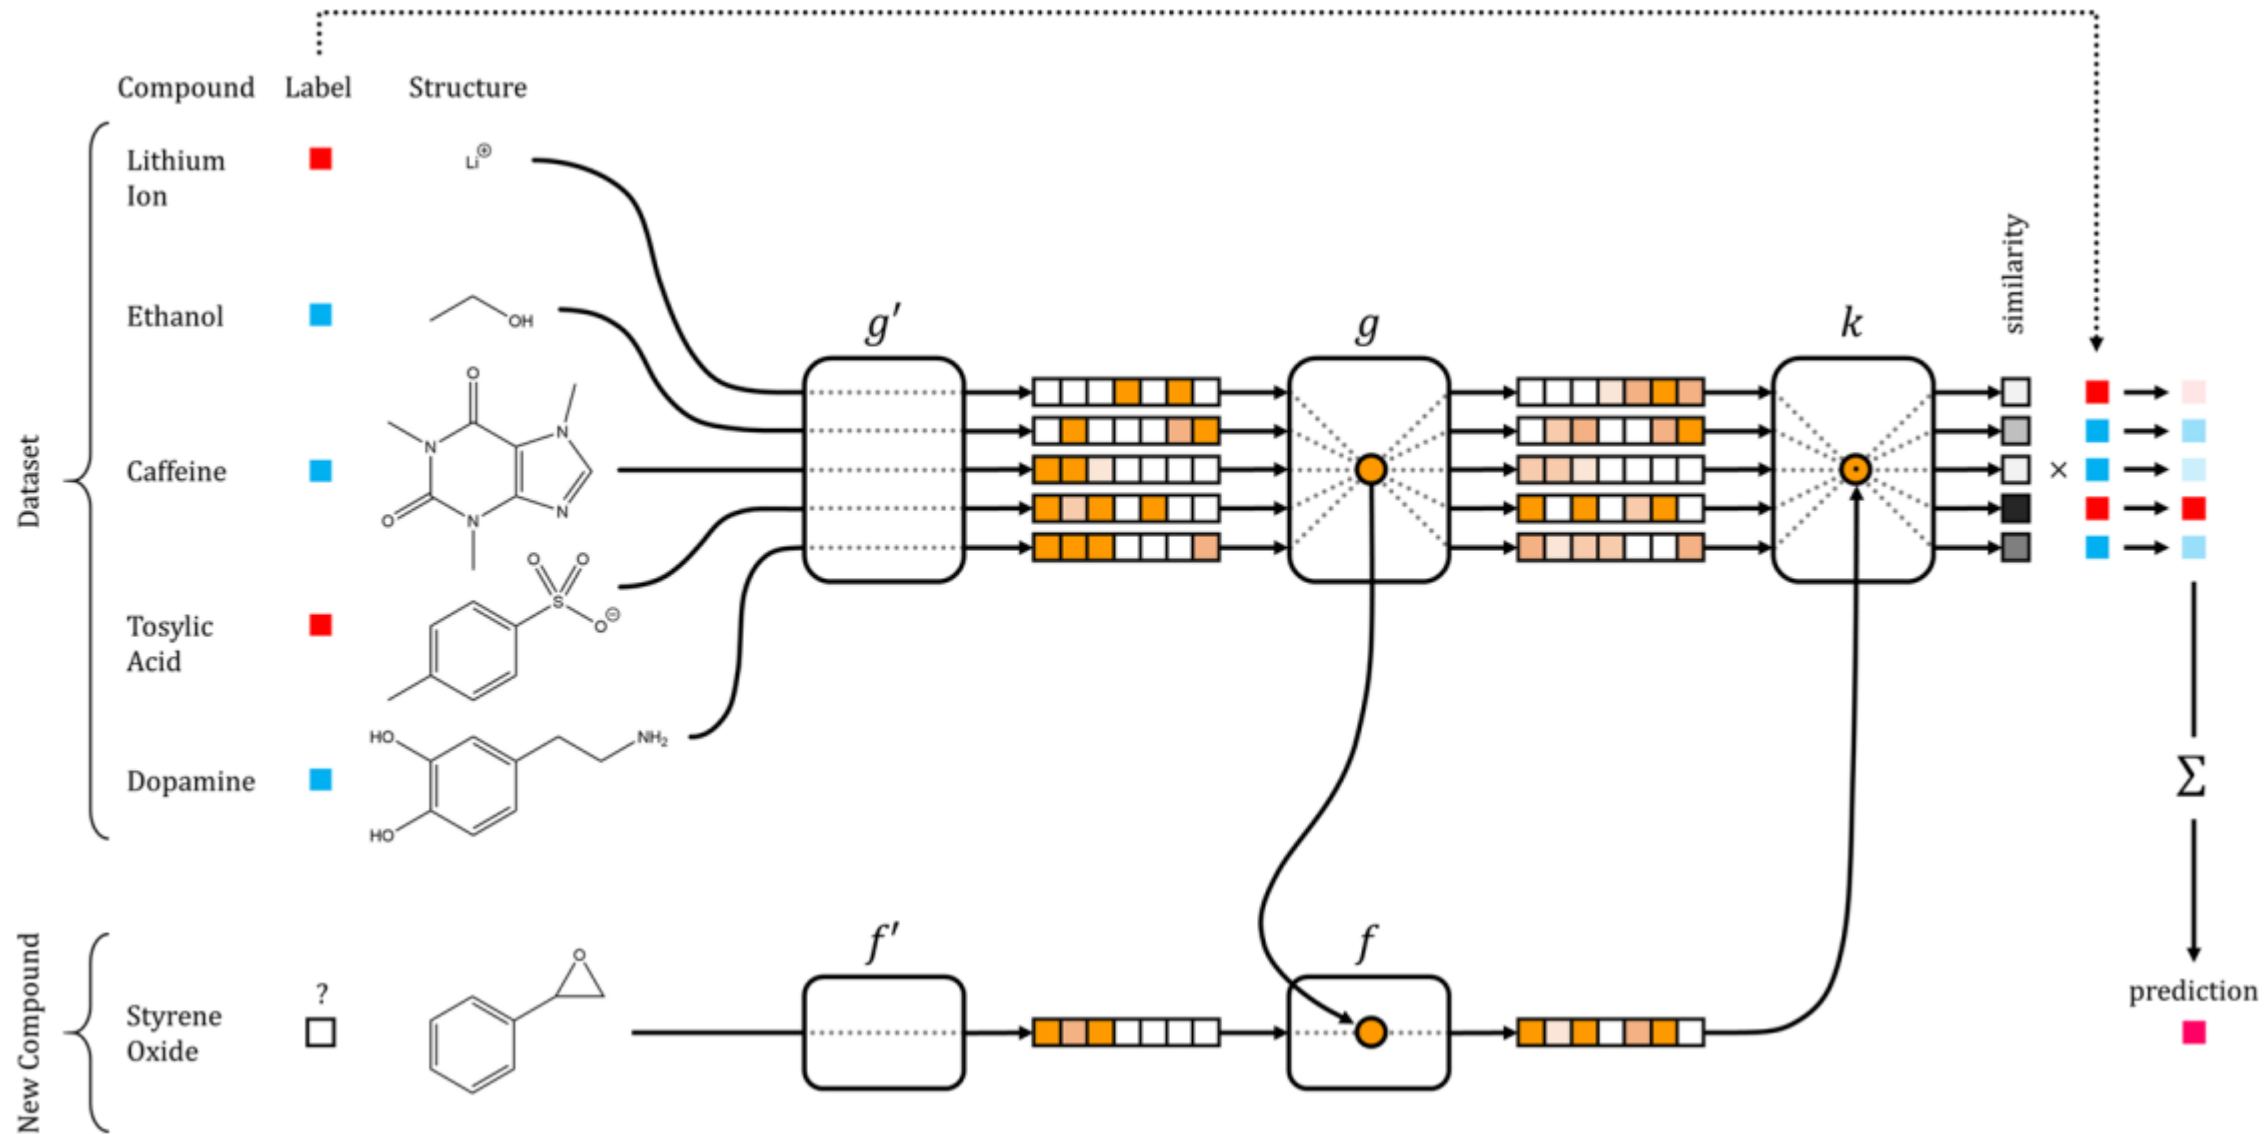 Compound Label Structure
Dataset
Lithium
Ion
Li⊕
Ethanol
OH
Caffeine
O
N
N
O
N
N
Tosylic
Acid
O O
S
O⊖
Dopamine
HO
NH₂
HO
g′
g
k
similarity
×
Σ
New Compound
Styrene
Oxide
?
O
f′
f
prediction